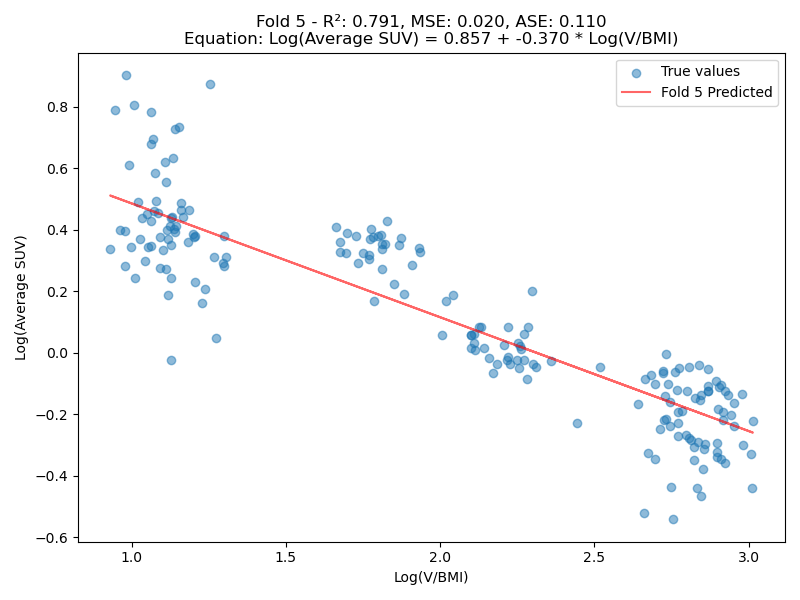 Fold 5 - R²: 0.791, MSE: 0.020, ASE: 0.110
Equation: Log(Average SUV) = 0.857 + -0.370 * Log(V/BMI)
True values
Fold 5 Predicted
Log(Average SUV)
0.8
0.6
0.4
0.2
0.0
−0.2
−0.4
−0.6
1.0 1.5 2.0 2.5 3.0
Log(V/BMI)